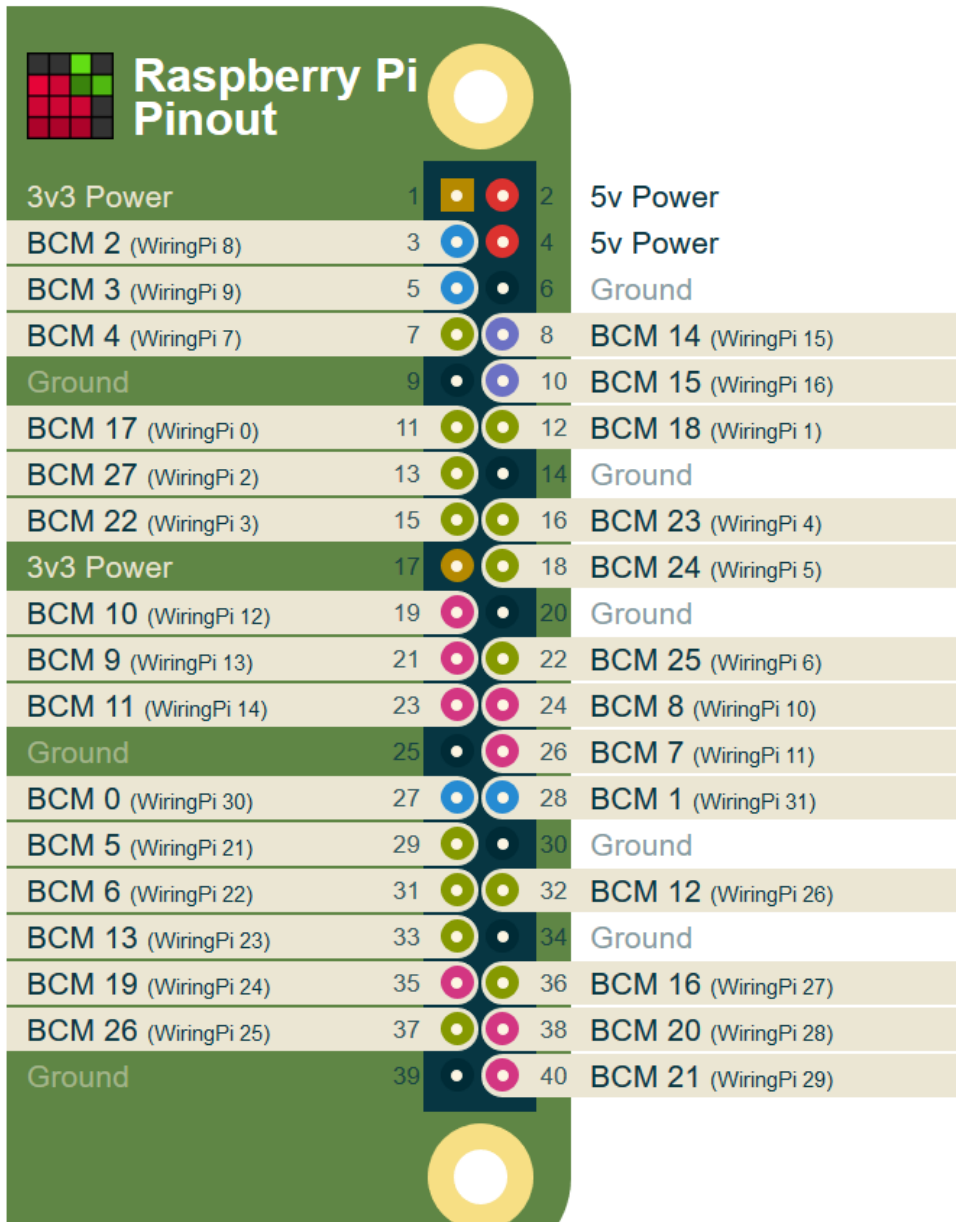 Raspberry Pi
Pinout
3v3 Power 1 2 5v Power
BCM 2 (WiringPi 8) 3 4 5v Power
BCM 3 (WiringPi 9) 5 6 Ground
BCM 4 (WiringPi 7) 7 8 BCM 14 (WiringPi 15)
Ground 9 10 BCM 15 (WiringPi 16)
BCM 17 (WiringPi 0) 11 12 BCM 18 (WiringPi 1)
BCM 27 (WiringPi 2) 13 14 Ground
BCM 22 (WiringPi 3) 15 16 BCM 23 (WiringPi 4)
3v3 Power 17 18 BCM 24 (WiringPi 5)
BCM 10 (WiringPi 12) 19 20 Ground
BCM 9 (WiringPi 13) 21 22 BCM 25 (WiringPi 6)
BCM 11 (WiringPi 14) 23 24 BCM 8 (WiringPi 10)
Ground 25 26 BCM 7 (WiringPi 11)
BCM 0 (WiringPi 30) 27 28 BCM 1 (WiringPi 31)
BCM 5 (WiringPi 21) 29 30 Ground
BCM 6 (WiringPi 22) 31 32 BCM 12 (WiringPi 26)
BCM 13 (WiringPi 23) 33 34 Ground
BCM 19 (WiringPi 24) 35 36 BCM 16 (WiringPi 27)
BCM 26 (WiringPi 25) 37 38 BCM 20 (WiringPi 28)
Ground 39 40 BCM 21 (WiringPi 29)